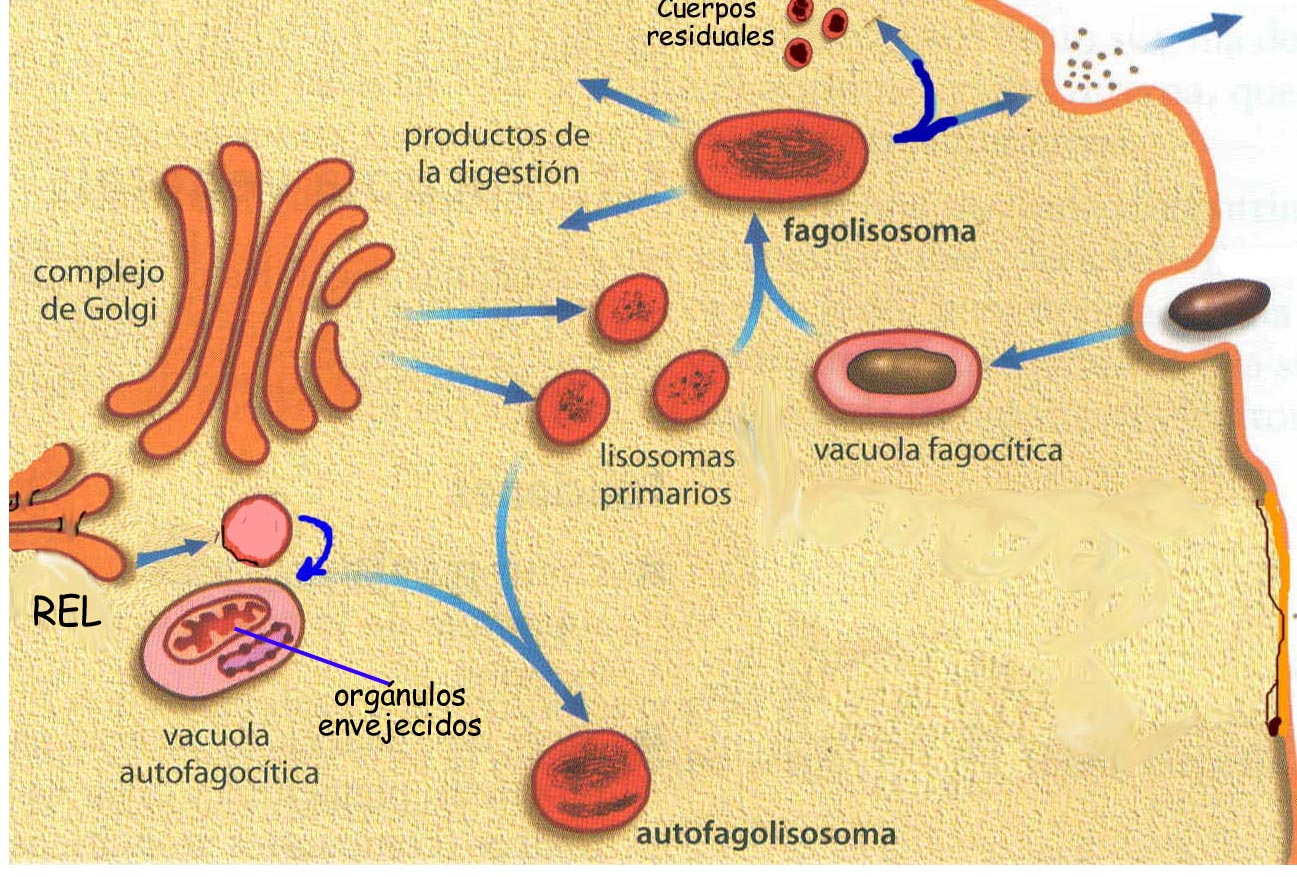 Cuerpos
residuales
productos de
la digestión
fagolisosoma
complejo
de Golgi
lisosomas
primarios
vacuola fagocítica
REL
orgánulos
envejecidos
vacuola
autofagocítica
autofagolisosoma